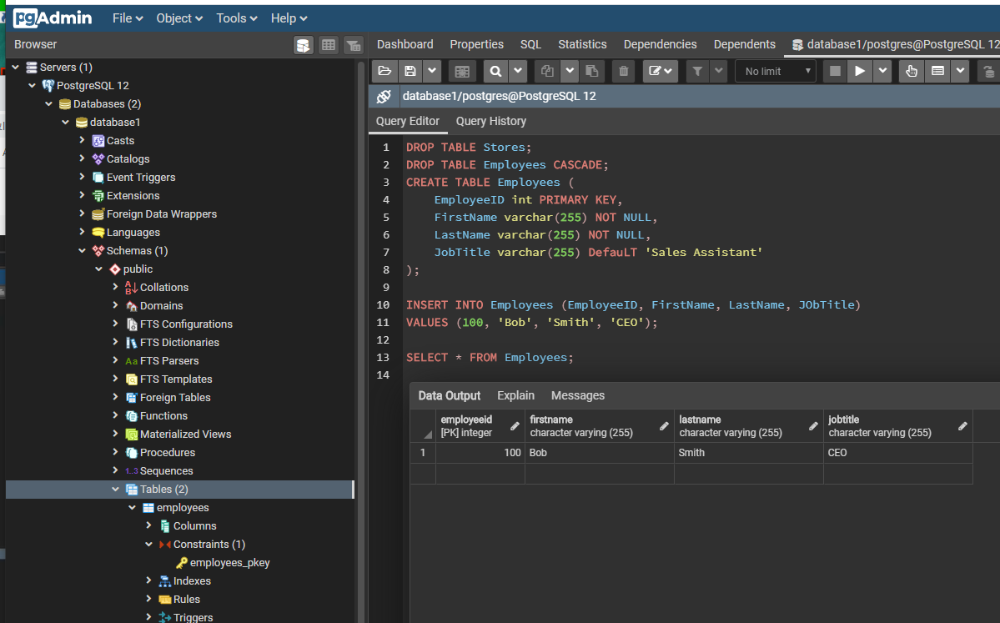 pgAdmin File Object Tools Help
Browser
Dashboard Properties SQL Statistics Dependencies Dependents database1/postgres@PostgreSQL 12
No limit
database1/postgres@PostgreSQL 12
Query Editor Query History
Servers (1)
PostgreSQL 12
Databases (2)
database1
Casts
Catalogs
Event Triggers
Extensions
Foreign Data Wrappers
Languages
Schemas (1)
public
Collations
Domains
FTS Configurations
FTS Dictionaries
Aa FTS Parsers
FTS Templates
Foreign Tables
Functions
Materialized Views
Procedures
1..3 Sequences
Tables (2)
employees
Columns
Constraints (1)
employees_pkey
Indexes
Rules
Triggers
1 DROP TABLE Stores;
2 DROP TABLE Employees CASCADE;
3 CREATE TABLE Employees (
4 EmployeeID int PRIMARY KEY,
5 FirstName varchar(255) NOT NULL,
6 LastName varchar(255) NOT NULL,
7 JobTitle varchar(255) DefauLT 'Sales Assistant'
8 );
9
10 INSERT INTO Employees (EmployeeID, FirstName, LastName, JObTitle)
11 VALUES (100, 'Bob', 'Smith', 'CEO');
12
13 SELECT * FROM Employees;
14
Data Output Explain Messages
employeeid firstname lastname jobtitle
[PK] integer character varying (255) character varying (255) character varying (255)
1 100 Bob Smith CEO